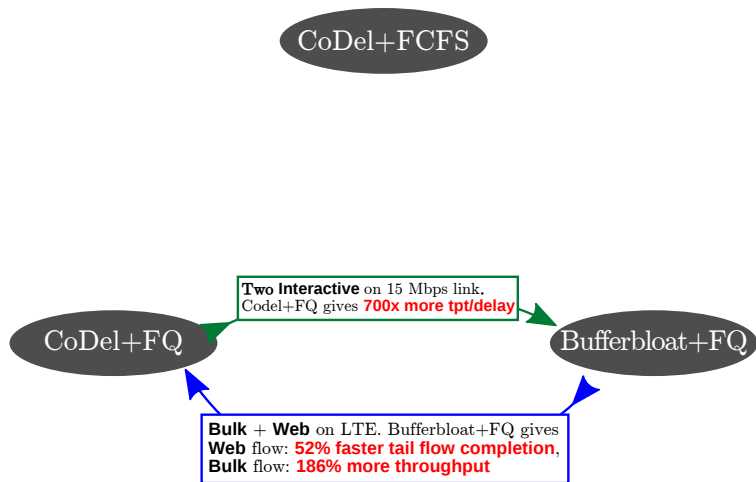 CoDel+FCFS
Two Interactive on 15 Mbps link.
Codel+FQ gives 700x more tpt/delay
CoDel+FQ
Bufferbloat+FQ
Bulk + Web on LTE. Bufferbloat+FQ gives
Web flow: 52% faster tail flow completion,
Bulk flow: 186% more throughput